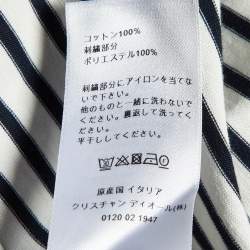 コットン100%
刺繍部分
ポリエステル100%
刺繍部分にアイロンを当てな
いで下さい。
他のものと一緒に洗わないで
ください。裏返して洗ってく
ださい。
平干ししてください。
原産国 イタリア
クリスチャン ディオール(株)
0120 02 1947